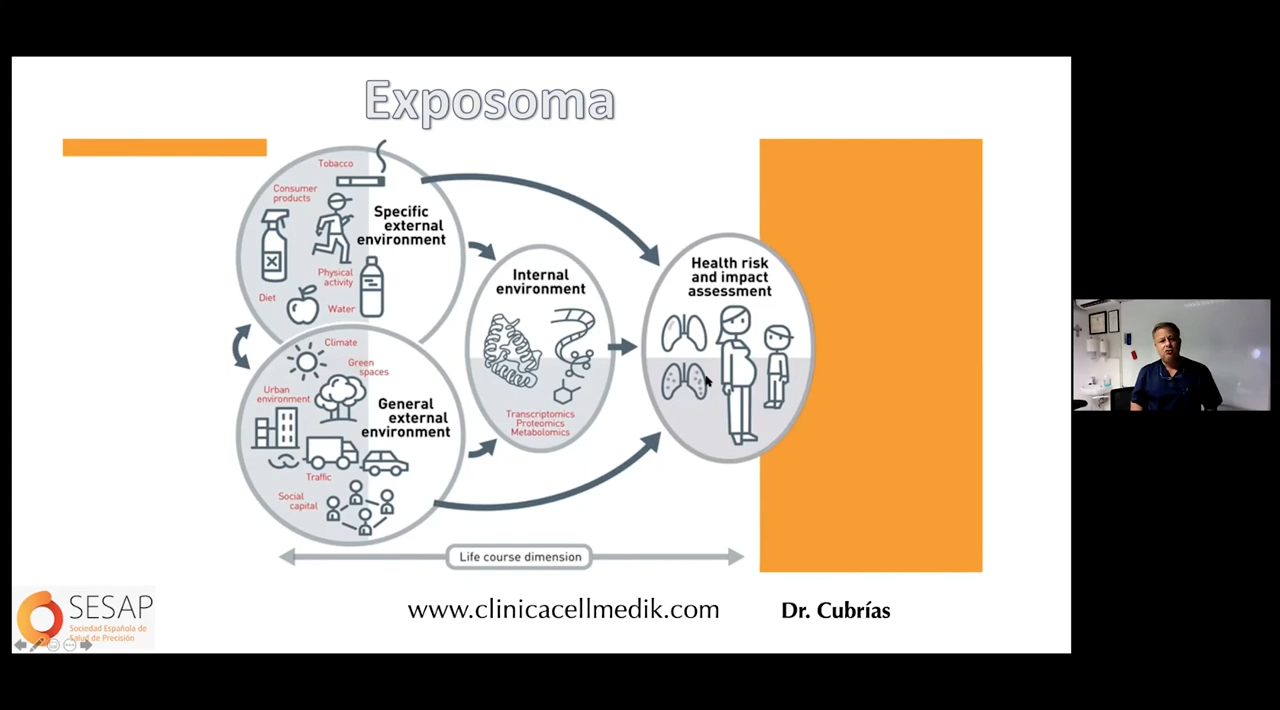 Exposoma
Tobacco
Consumer
products
Specific
external
environment
Physical
activity
Diet
Water
Climate
Green
spaces
Urban
environment
General
external
environment
Traffic
Social
capital
Internal
environment
Transcriptomics
Proteomics
Metabolomics
Health risk
and impact
assessment
Life course dimension
SESAP
Sociedad Española de
Salud de Precisión
www.clinicacellmedik.com
Dr. Cubrías